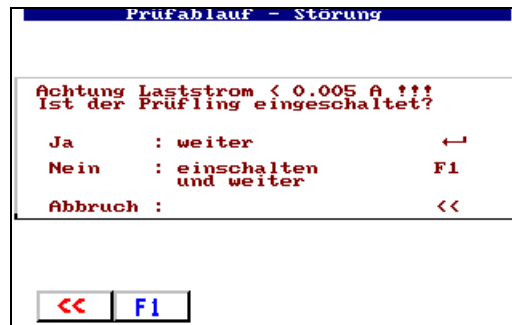 Prüfablauf – Störung
Achtung Laststrom < 0.005 A !!!
Ist der Prüfling eingeschaltet?
Ja : weiter ↵
Nein : einschalten F1
und weiter
Abbruch : <<
<< F1